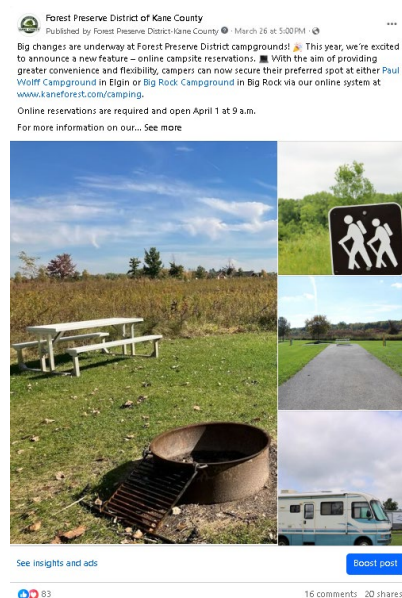 Forest Preserve District of Kane County
Published by Forest Preserve District-Kane County · March 26 at 5:00 PM ·
Big changes are underway at Forest Preserve District campgrounds! 🎉 This year, we're excited
to announce a new feature – online campsite reservations. 💻 With the aim of providing
greater convenience and flexibility, campers can now secure their preferred spot at either Paul
Wolff Campground in Elgin or Big Rock Campground in Big Rock via our online system at
www.kaneforest.com/camping.
Online reservations are required and open April 1 at 9 a.m.
For more information on our... See more
See insights and ads
Boost post
83
16 comments 20 shares